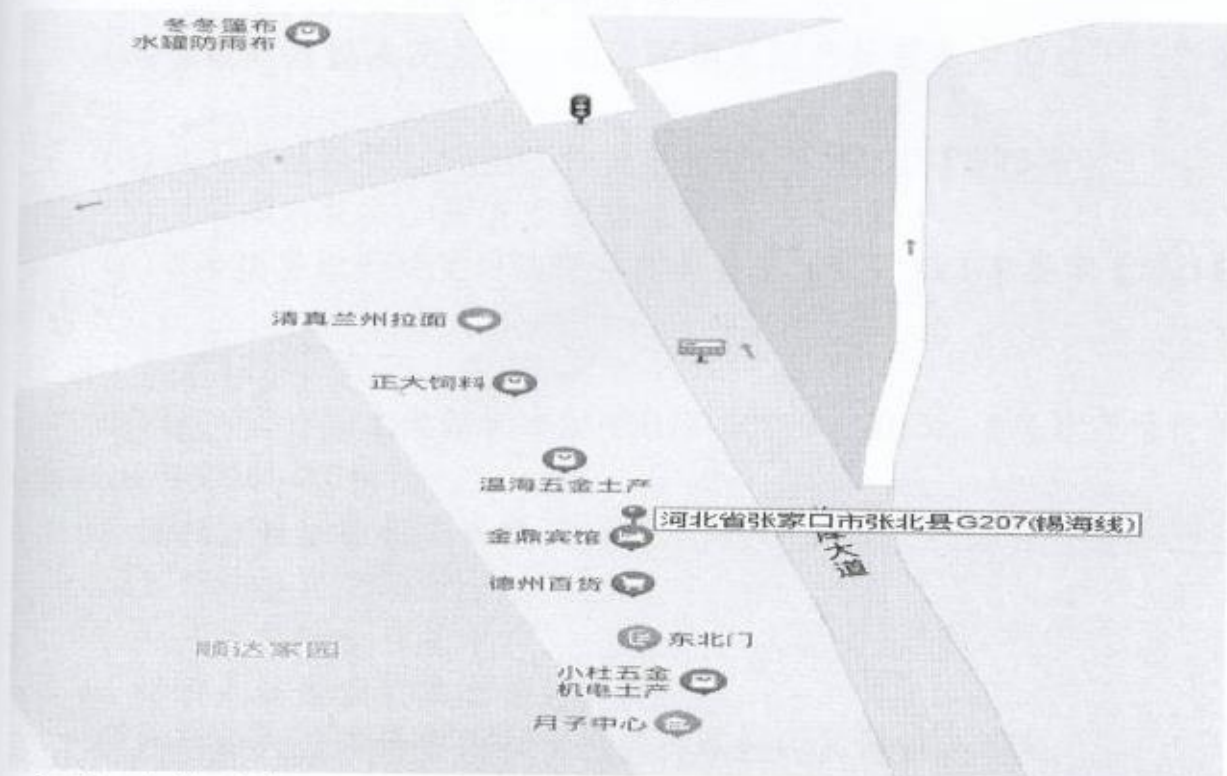 冬冬篷布
水罐防雨布
清真兰州拉面
正大饲料
温海五金土产
河北省张家口市张北县G207(锡海线)
金鼎宾馆
大道
德州百货
东北门
顺达家园
小杜五金
机电土产
月子中心